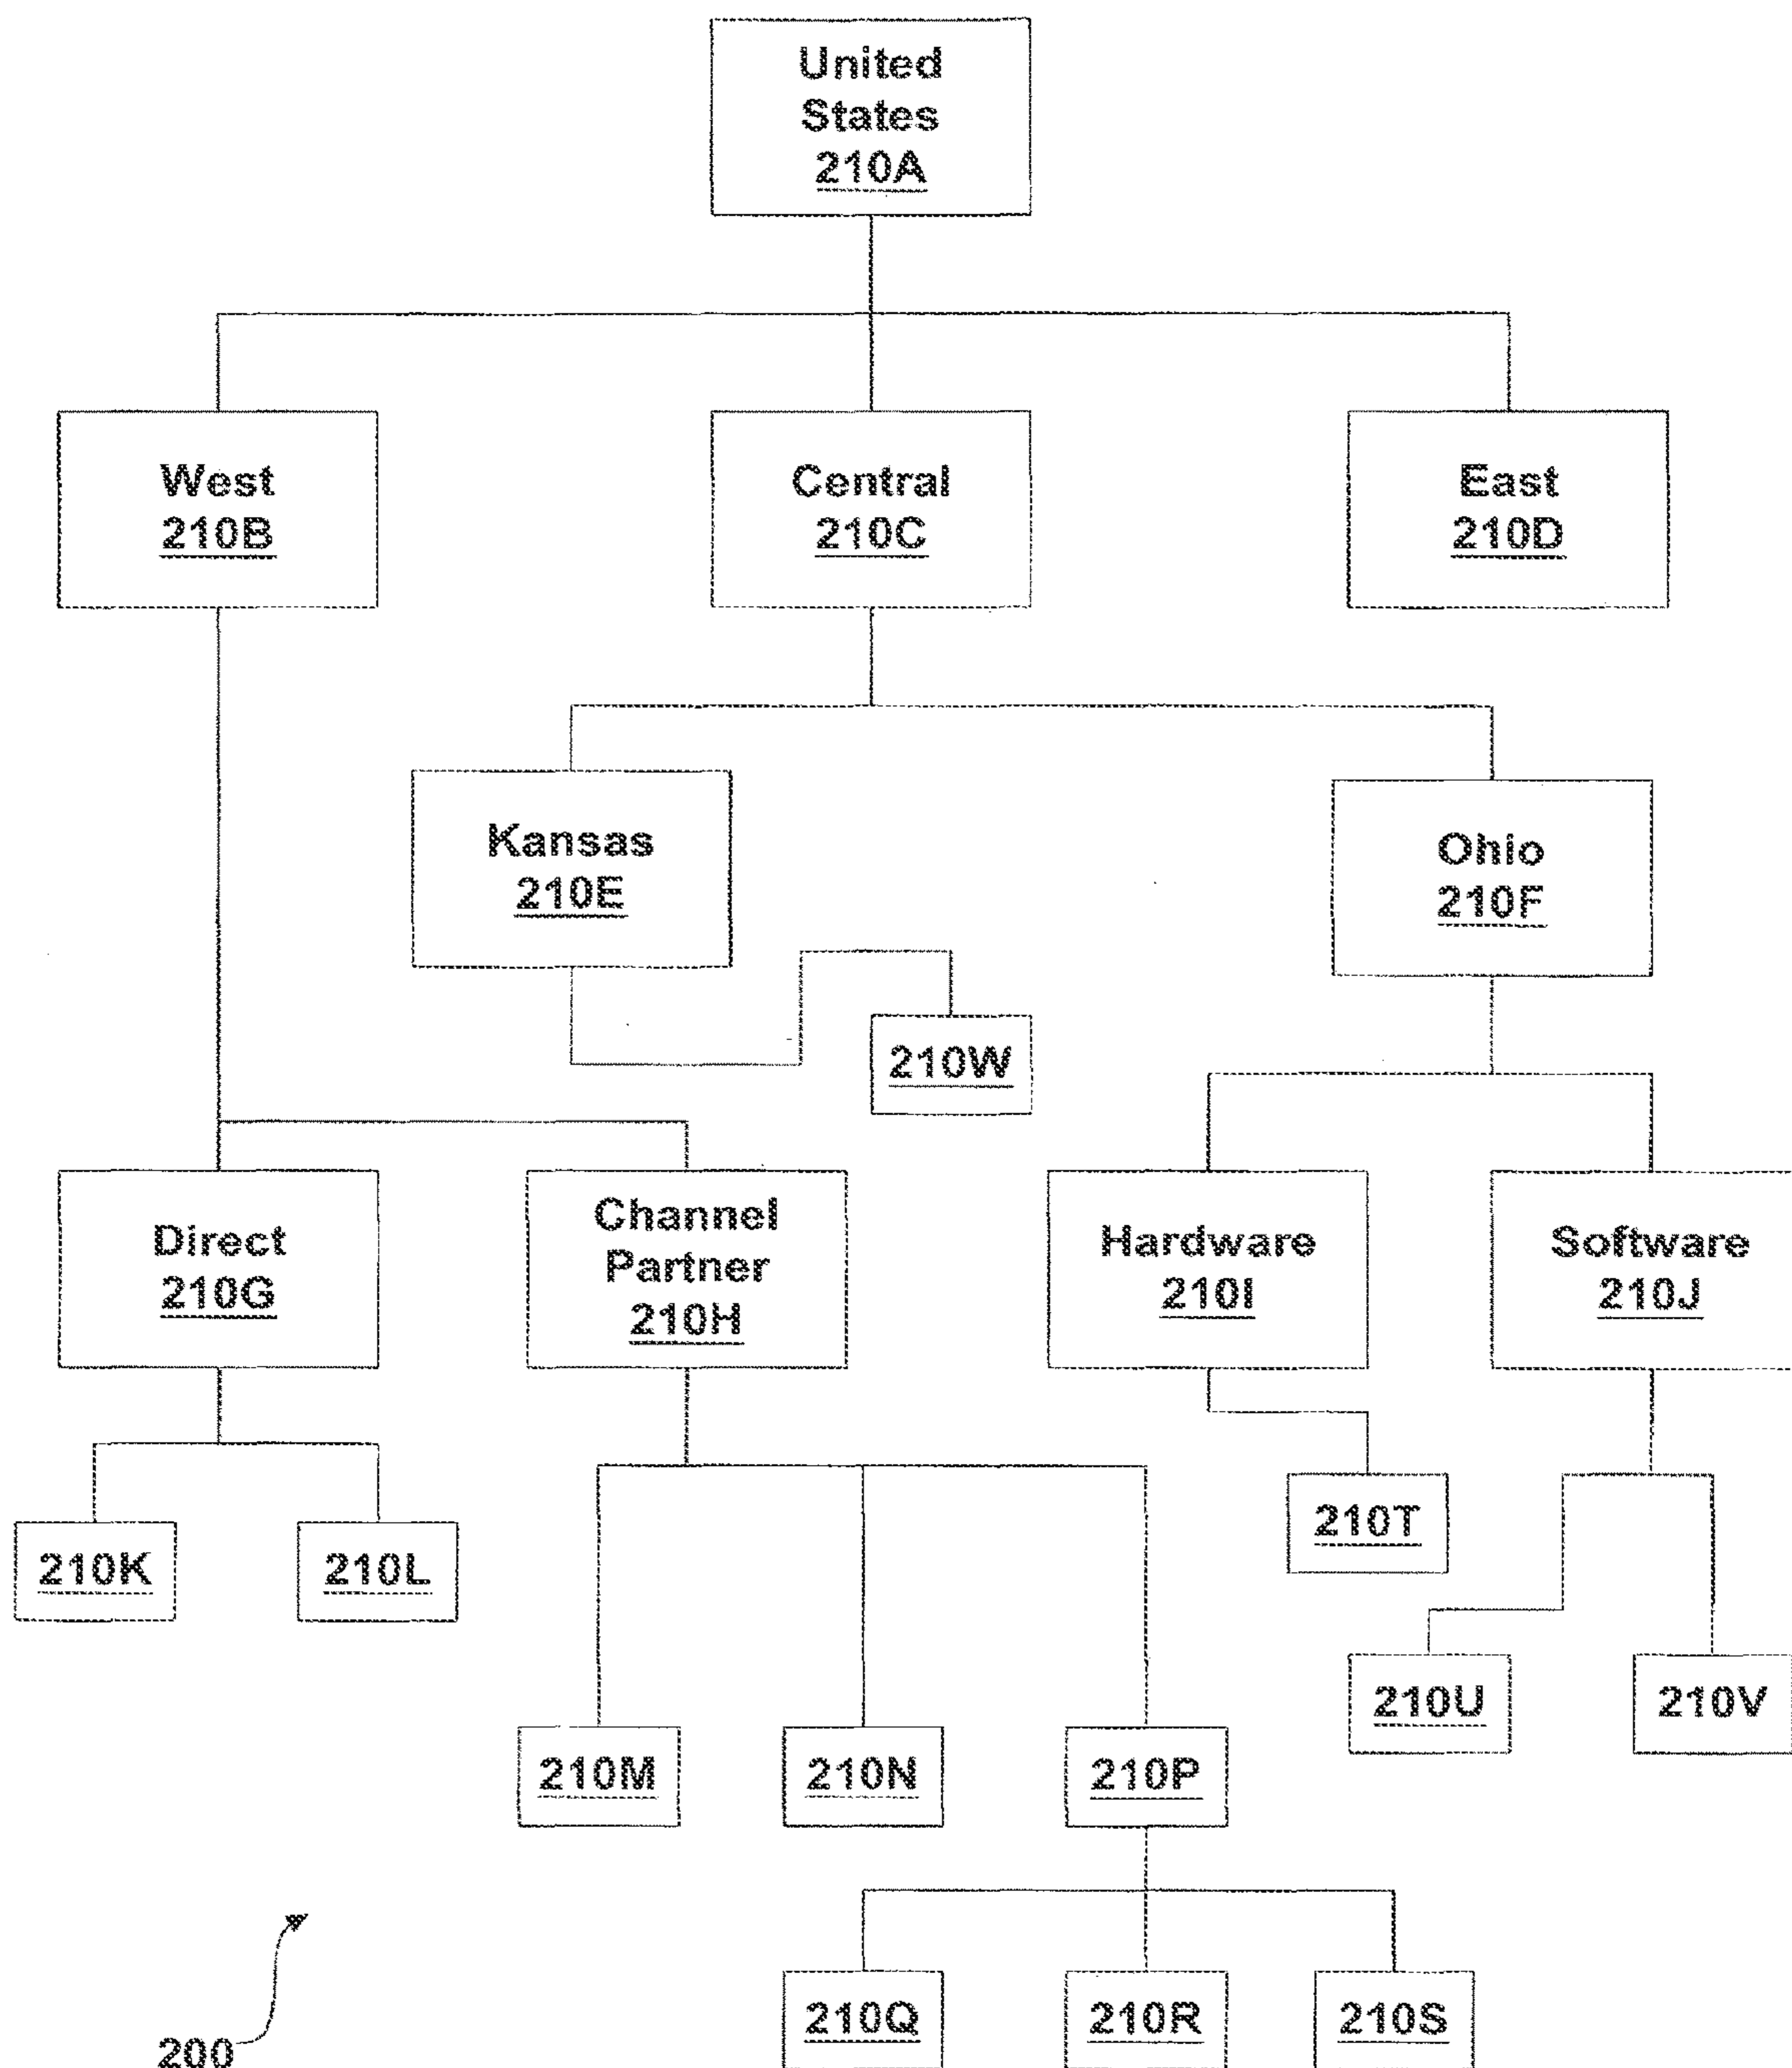 United
States
210A
West
210B
Central
210C
East
210D
Kansas
210E
Ohio
210F
210W
Direct
210G
Channel
Partner
210H
Hardware
210I
Software
210J
210K
210L
210T
210U
210V
210M
210N
210P
210Q
210R
210S
200